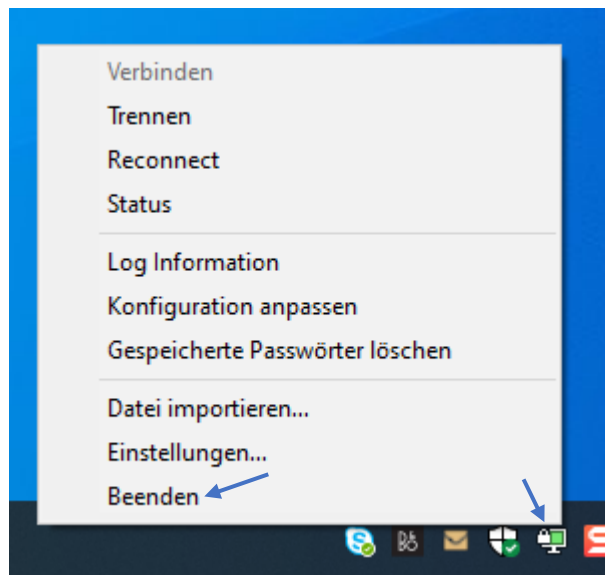 Verbinden
Trennen
Reconnect
Status
Log Information
Konfiguration anpassen
Gespeicherte Passwörter löschen
Datei importieren...
Einstellungen...
Beenden